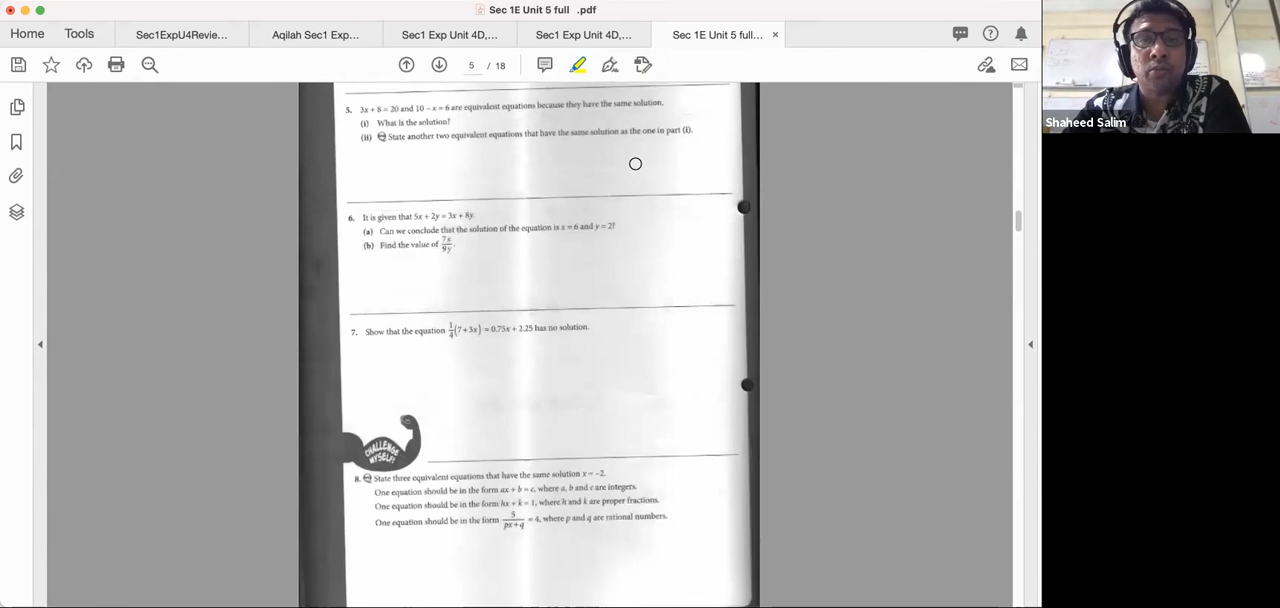 Sec 1E Unit 5 full .pdf
Home Tools Sec1ExpU4Revie... Aqilah Sec1 Exp... Sec1 Exp Unit 4D,... Sec1 Exp Unit 4D,... Sec 1E Unit 5 full... ×
5 / 18
5. 3x + 8 = 20 and 10 − x = 6 are equivalent equations because they have the same solution.
(i) What is the solution?
(ii) State another two equivalent equations that have the same solution as the one in part (i).
6. It is given that 5x + 2y = 3x + 8y.
(a) Can we conclude that the solution of the equation is x = 6 and y = 2?
(b) Find the value of 7x/9y.
7. Show that the equation 1/4(7 + 3x) = 0.75x + 2.25 has no solution.
CHALLENGE
MYSELF!
8. State three equivalent equations that have the same solution x = −2.
One equation should be in the form ax + b = c, where a, b and c are integers.
One equation should be in the form hx + k = 1, where h and k are proper fractions.
One equation should be in the form 5/(px+q) = 4, where p and q are rational numbers.
Shaheed Salim